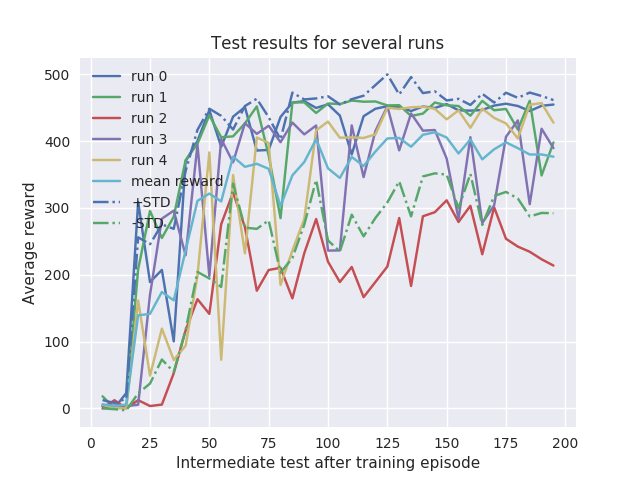 Test results for several runs
500
400
300
200
100
0
Average reward
run 0
run 1
run 2
run 3
run 4
mean reward
+STD
-STD
0 25 50 75 100 125 150 175 200
Intermediate test after training episode